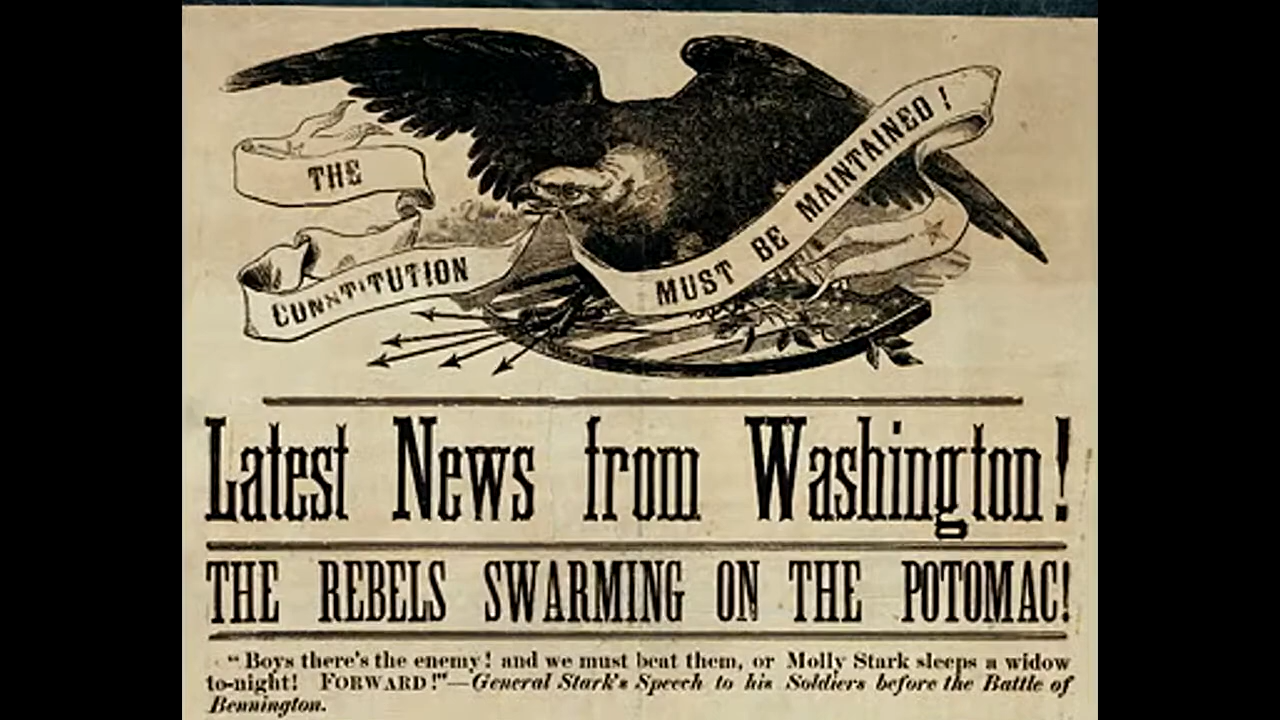 THE
CONSTITUTION
MUST BE MAINTAINED!
Latest News from Washington!
THE REBELS SWARMING ON THE POTOMAC!
"Boys there's the enemy! and we must beat them, or Molly Stark sleeps a widow
to-night! FORWARD!"—General Stark's Speech to his Soldiers before the Battle of
Bennington.